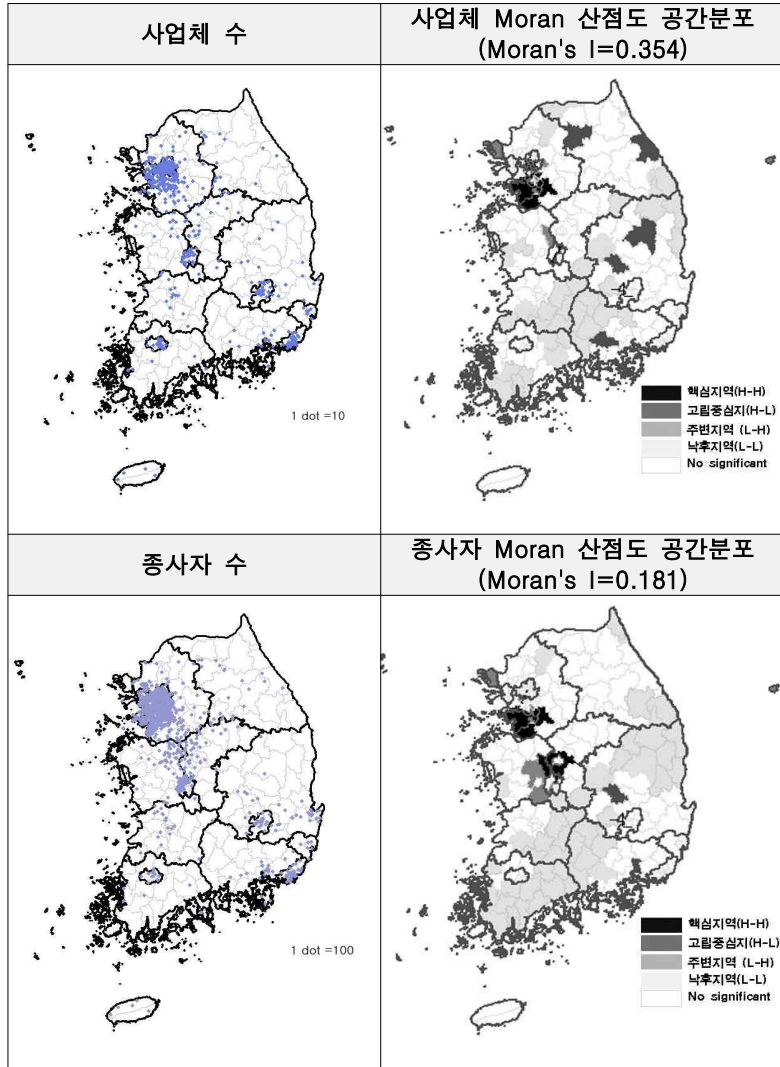 사업체 수
사업체 Moran 산점도 공간분포
(Moran's I=0.354)
1 dot =10
핵심지역(H-H)
고립중심지(H-L)
주변지역 (L-H)
낙후지역(L-L)
No significant
종사자 수
종사자 Moran 산점도 공간분포
(Moran's I=0.181)
1 dot =100
핵심지역(H-H)
고립중심지(H-L)
주변지역 (L-H)
낙후지역(L-L)
No significant